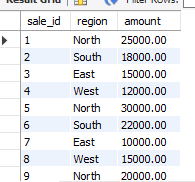 Result Grid Filter Rows:
sale_id region amount
1 North 25000.00
2 South 18000.00
3 East 15000.00
4 West 12000.00
5 North 30000.00
6 South 22000.00
7 East 10000.00
8 West 15000.00
9 North 20000.00